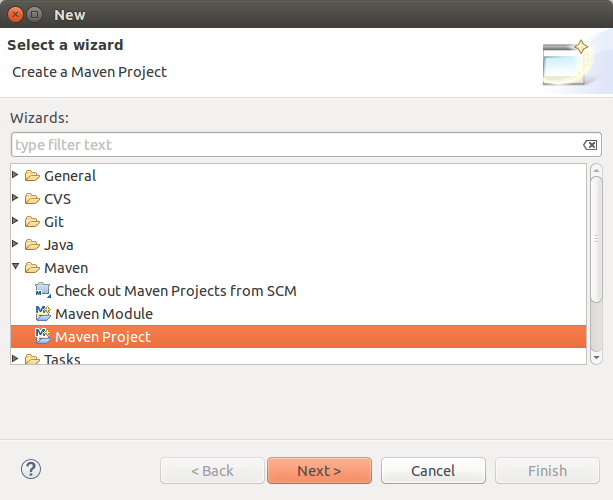 New
Select a wizard
Create a Maven Project
Wizards:
type filter text
General
CVS
Git
Java
Maven
Check out Maven Projects from SCM
Maven Module
Maven Project
Tasks
< Back Next > Cancel Finish